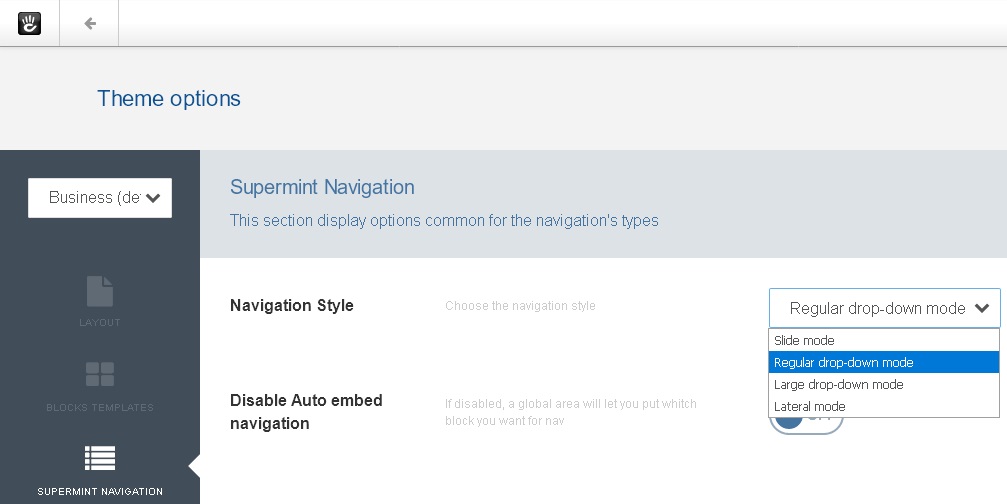 Theme options
Business (de
Supermint Navigation
This section display options common for the navigation's types
LAYOUT
BLOCKS TEMPLATES
SUPERMINT NAVIGATION
Navigation Style
Choose the navigation style
Regular drop-down mode
Slide mode
Regular drop-down mode
Large drop-down mode
Lateral mode
Disable Auto embed
navigation
If disabled, a global area will let you put whitch
block you want for nav